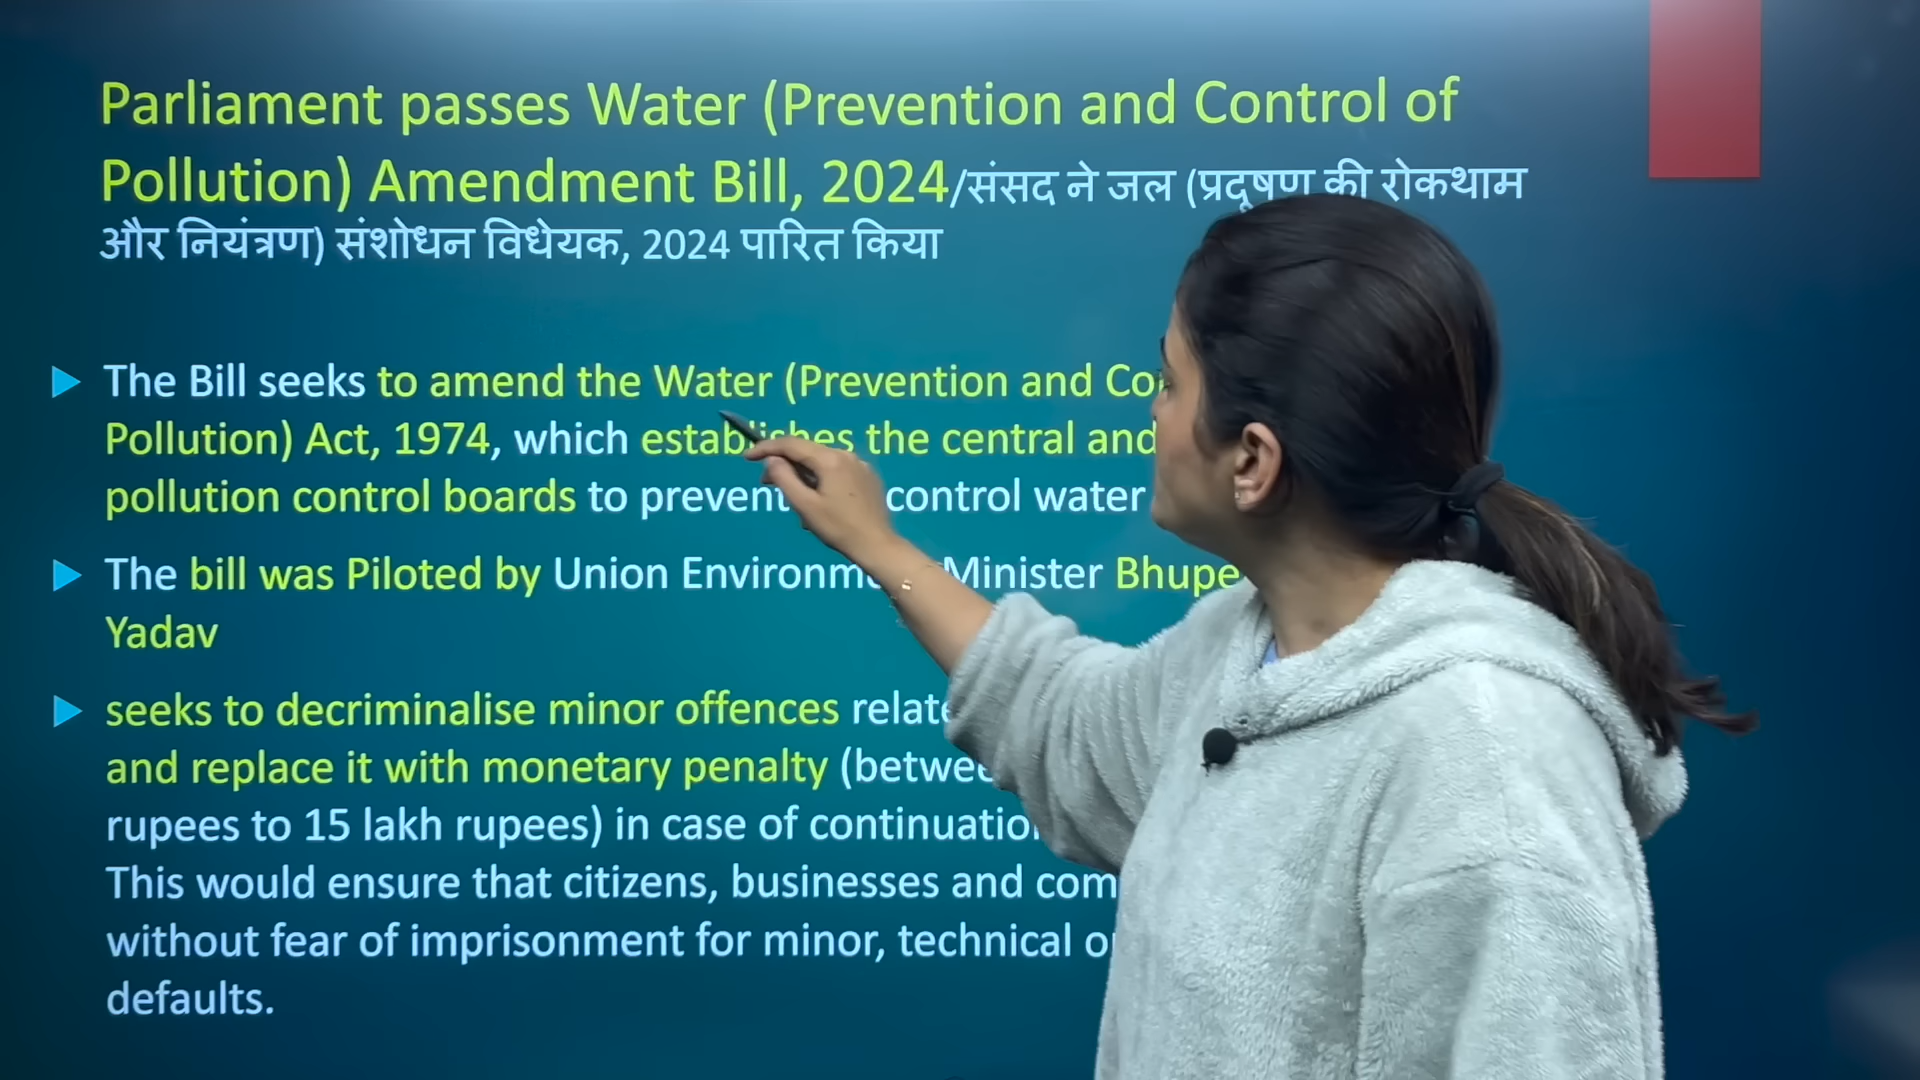 Parliament passes Water (Prevention and Control of
Pollution) Amendment Bill, 2024/संसद ने जल (प्रदूषण की रोकथाम
और नियंत्रण) संशोधन विधेयक, 2024 पारित किया
The Bill seeks to amend the Water (Prevention and
Pollution) Act, 1974, which establishes the central and
pollution control boards to prevent control water
The bill was Piloted by Union Minister
Yadav
seeks to decriminalise minor offences
and replace it with monetary penalty
rupees to 15 lakh rupees) in case of
This would ensure that citizens, businesses and
without fear of imprisonment for minor, technical
defaults.